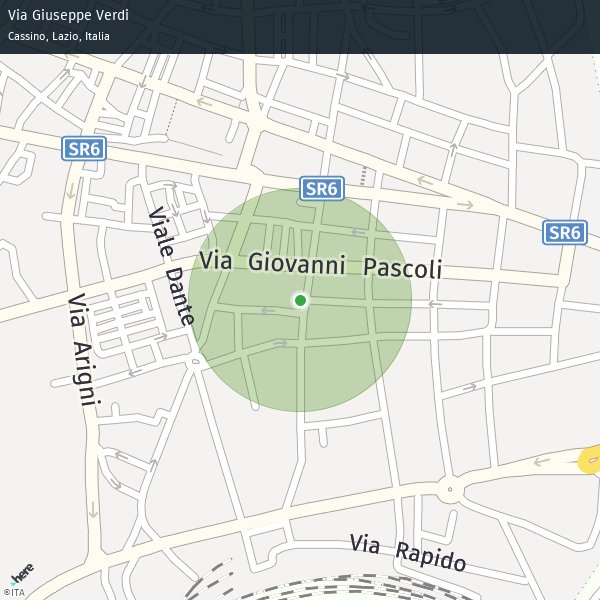 Via Giuseppe Verdi
Cassino, Lazio, Italia
SR6
SR6
SR6
Viale Dante
Via Giovanni Pascoli
Via Arigni
Via Rapido
here
©ITA